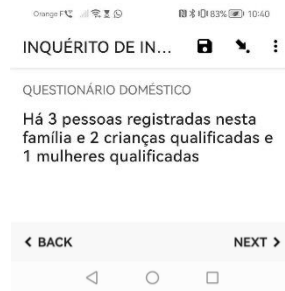 Orange F 83% 10:40
INQUÉRITO DE IN...
QUESTIONÁRIO DOMÉSTICO
Há 3 pessoas registradas nesta
família e 2 crianças qualificadas e
1 mulheres qualificadas
BACK NEXT